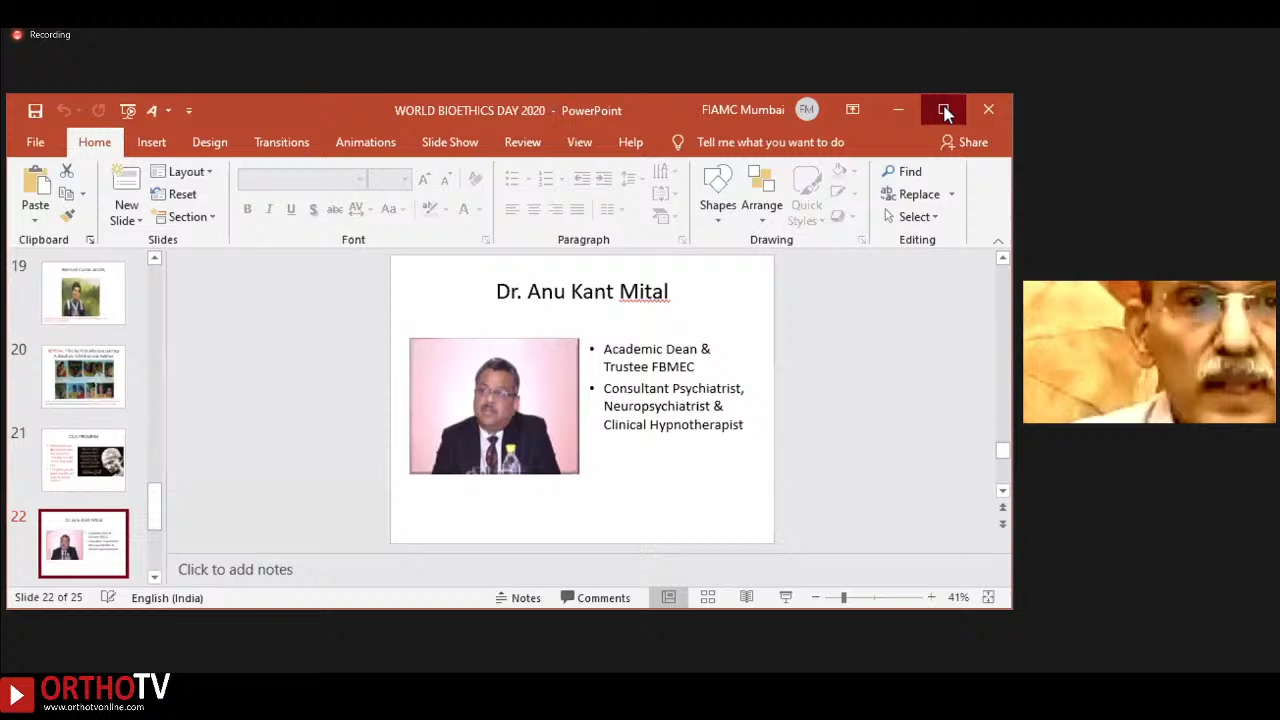 Recording
WORLD BIOETHICS DAY 2020 - PowerPoint
FIAMC Mumbai
FM
File
Home
Insert
Design
Transitions
Animations
Slide Show
Review
View
Help
Tell me what you want to do
Share
Paste
New
Slide
Layout
Reset
Section
B I U S abc AV Aa A
Shapes
Arrange
Quick
Styles
Find
Replace
Select
Clipboard
Slides
Font
Paragraph
Drawing
Editing
19
20
21
22
Dr. Anu Kant Mital
• Academic Dean &
Trustee FBMEC
• Consultant Psychiatrist,
Neuropsychiatrist &
Clinical Hypnotherapist
Click to add notes
Slide 22 of 25
English (India)
Notes
Comments
41%
ORTHOTV
www.orthotvonline.com